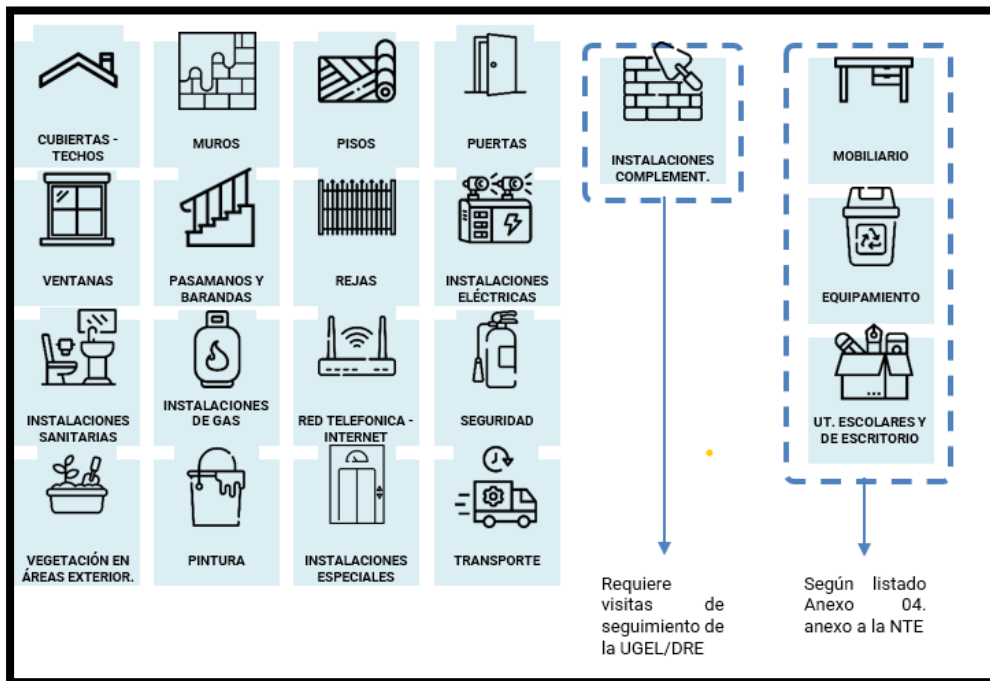 CUBIERTAS -
TECHOS
MUROS
PISOS
PUERTAS
INSTALACIONES
COMPLEMENT.
MOBILIARIO
VENTANAS
PASAMANOS Y
BARANDAS
REJAS
INSTALACIONES
ELÉCTRICAS
EQUIPAMIENTO
INSTALACIONES
SANITARIAS
INSTALACIONES
DE GAS
RED TELEFONICA -
INTERNET
SEGURIDAD
UT. ESCOLARES Y
DE ESCRITORIO
VEGETACIÓN EN
ÁREAS EXTERIOR.
PINTURA
INSTALACIONES
ESPECIALES
TRANSPORTE
Requiere
visitas de
seguimiento de
la UGEL/DRE
Según listado
Anexo 04.
anexo a la NTE